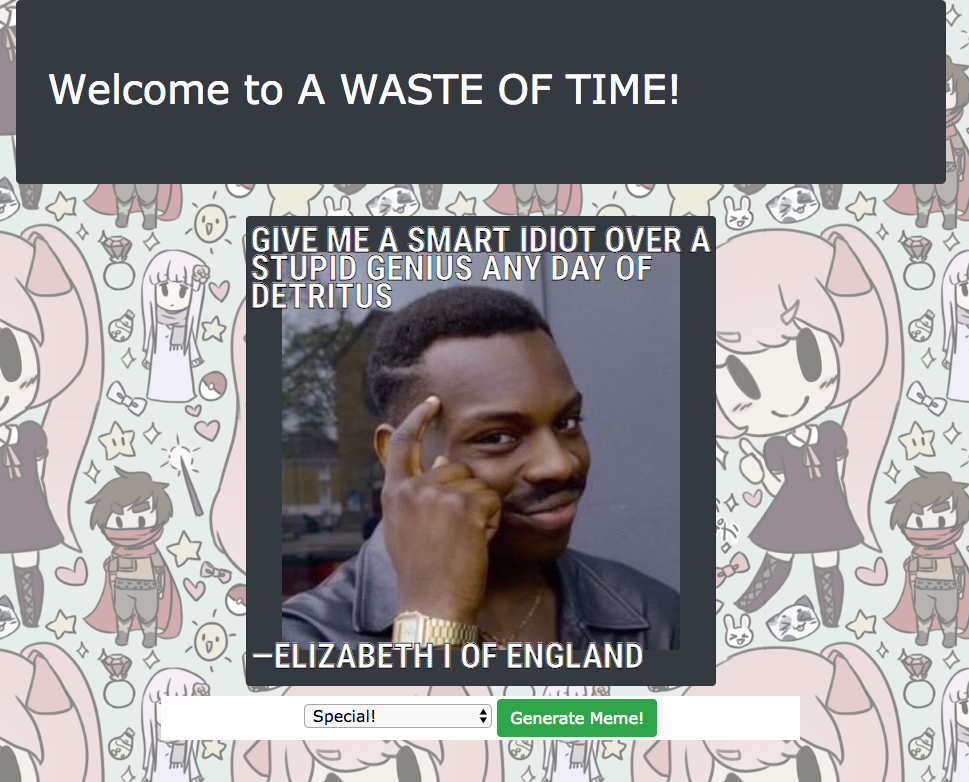 Welcome to A WASTE OF TIME!
GIVE ME A SMART IDIOT OVER A
STUPID GENIUS ANY DAY OF
DETRITUS
—ELIZABETH I OF ENGLAND
Special!
Generate Meme!